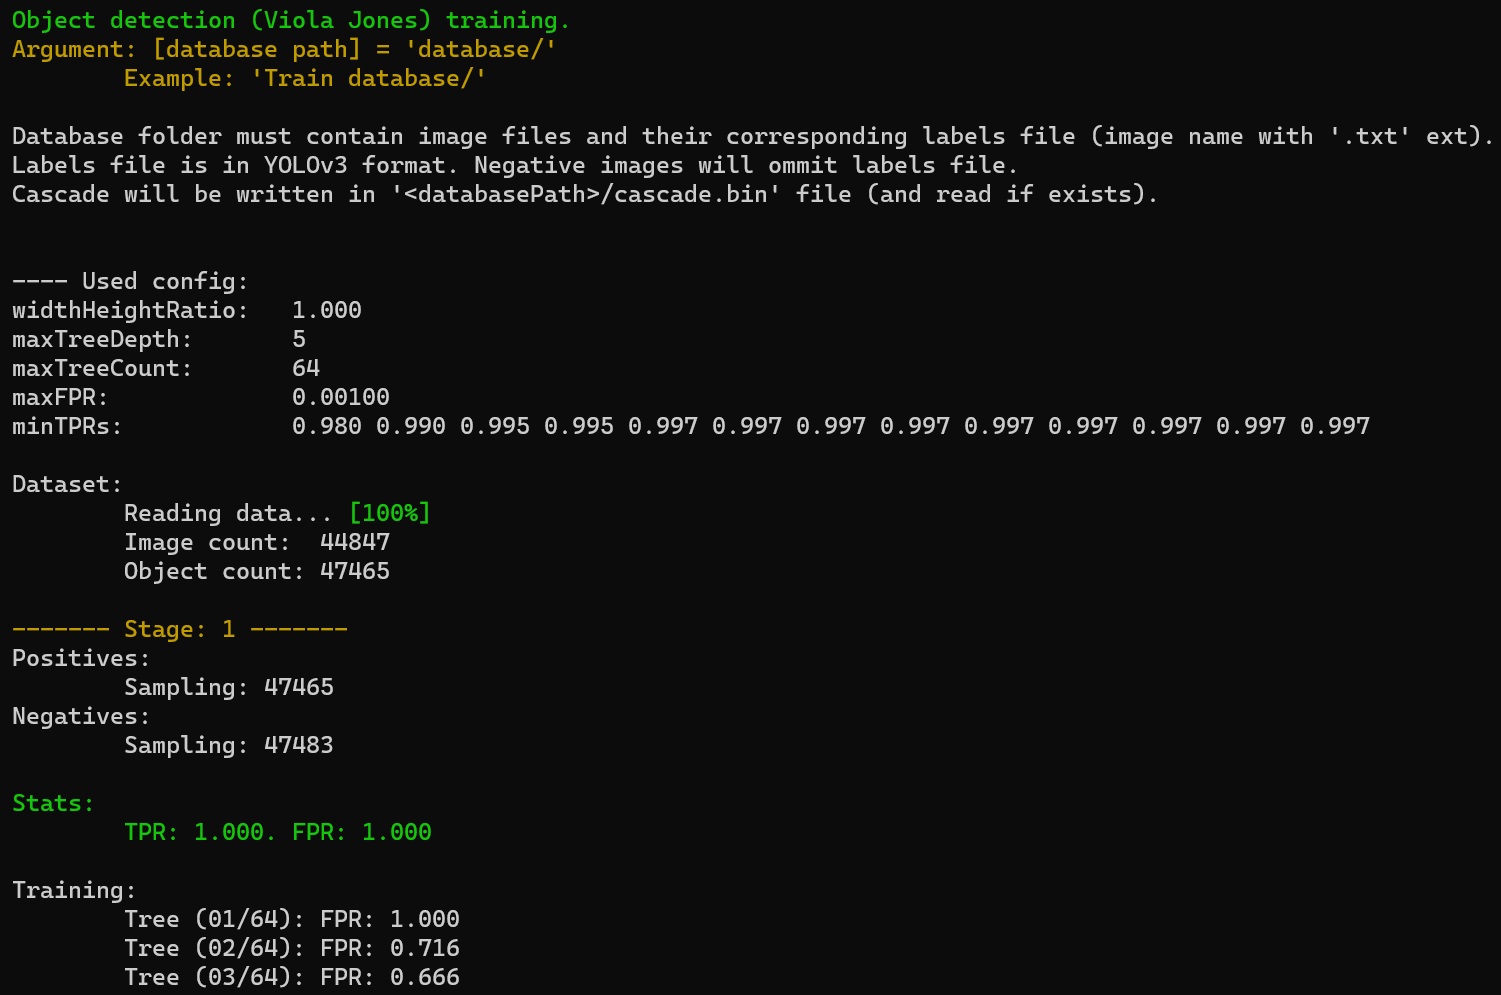 Object detection (Viola Jones) training.
Argument: [database path] = 'database/'
Example: 'Train database/'
Database folder must contain image files and their corresponding labels file (image name with '.txt' ext).
Labels file is in YOLOv3 format. Negative images will ommit labels file.
Cascade will be written in '<databasePath>/cascade.bin' file (and read if exists).
---- Used config:
widthHeightRatio: 1.000
maxTreeDepth: 5
maxTreeCount: 64
maxFPR: 0.00100
minTPRs: 0.980 0.990 0.995 0.995 0.997 0.997 0.997 0.997 0.997 0.997 0.997 0.997 0.997
Dataset:
Reading data... [100%]
Image count: 44847
Object count: 47465
------- Stage: 1 -------
Positives:
Sampling: 47465
Negatives:
Sampling: 47483
Stats:
TPR: 1.000. FPR: 1.000
Training:
Tree (01/64): FPR: 1.000
Tree (02/64): FPR: 0.716
Tree (03/64): FPR: 0.666